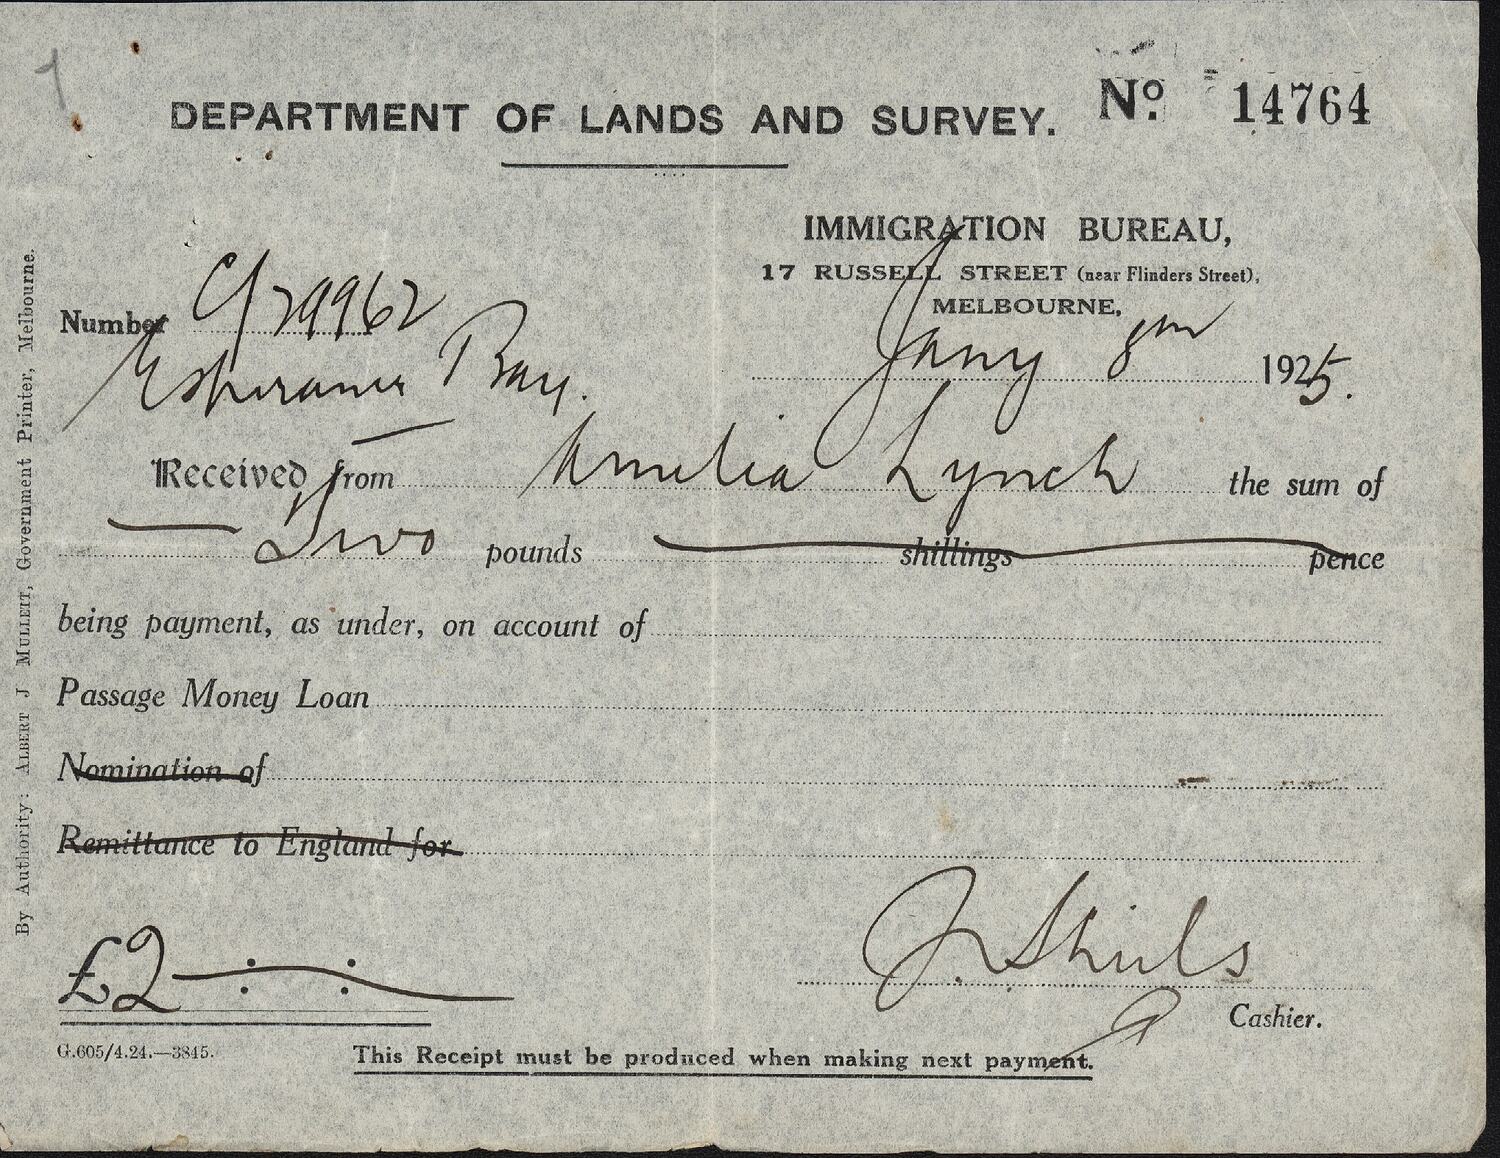 DEPARTMENT OF LANDS AND SURVEY. No. 14764
IMMIGRATION BUREAU,
17 RUSSELL STREET (near Flinders Street),
MELBOURNE,
Number C/29962
Esperance Bay.
Jany 8th 1925.
Received from Amelia Lynch the sum of
Two pounds shillings pence
being payment, as under, on account of
Passage Money Loan
Nomination of
Remittance to England for
£2 : :
J. Shiels
Cashier.
G.605/4.24.—3845.
This Receipt must be produced when making next payment.
By Authority: ALBERT J MULLETT, Government Printer, Melbourne.